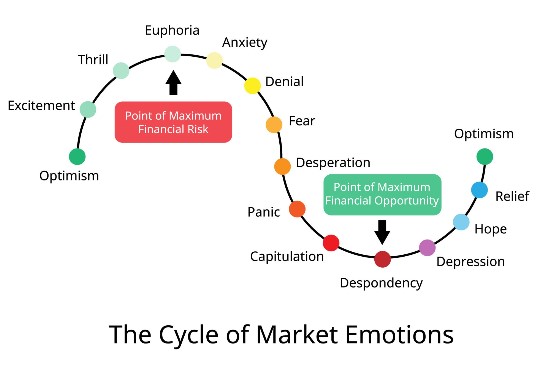 Euphoria
Thrill
Anxiety
Excitement
Denial
Point of Maximum
Financial Risk
Fear
Optimism
Desperation
Optimism
Point of Maximum
Financial Opportunity
Relief
Panic
Hope
Capitulation
Depression
Despondency
The Cycle of Market Emotions